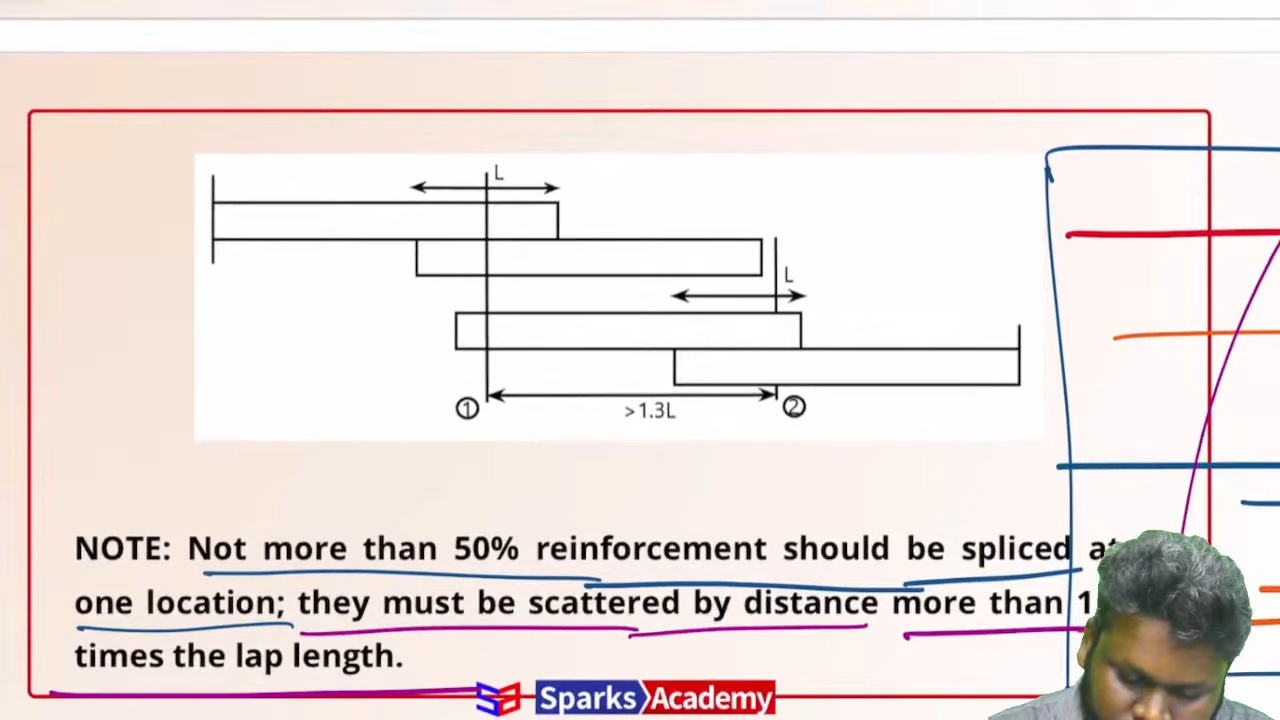 L
L
① >1.3L ②
NOTE: Not more than 50% reinforcement should be spliced
one location; they must be scattered by distance more than
times the lap length.
Sparks Academy